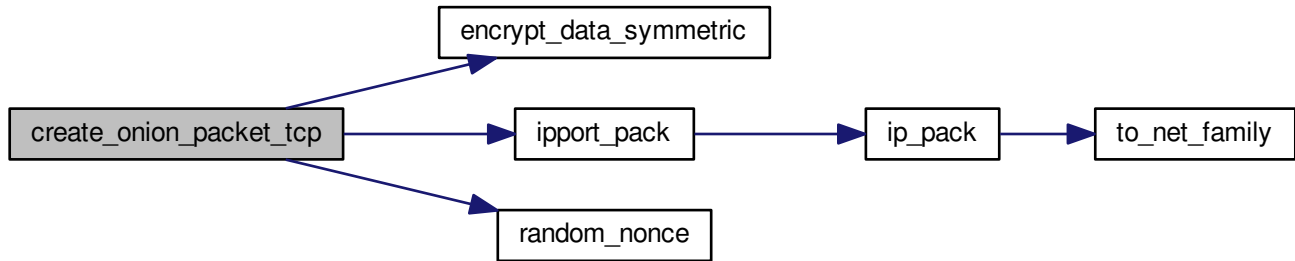 encrypt_data_symmetric
create_onion_packet_tcp
ipport_pack
ip_pack
to_net_family
random_nonce